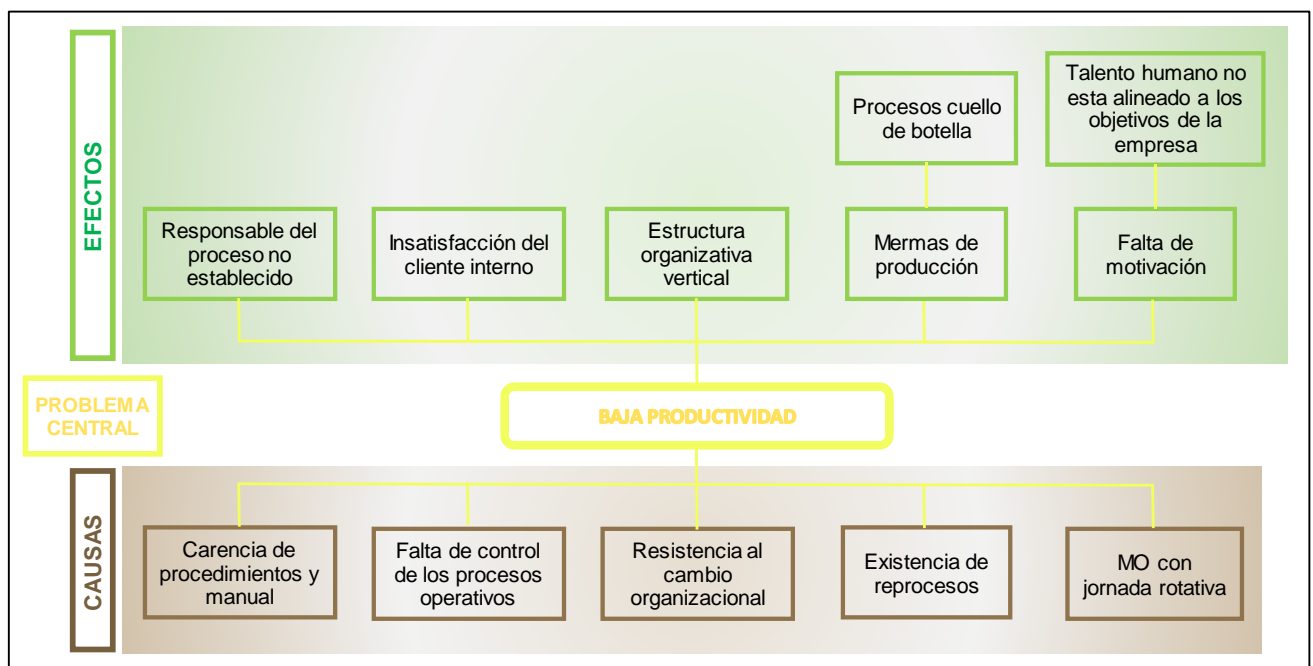 EFECTOS
Talento humano no
esta alineado a los
objetivos de la
empresa
Procesos cuello
de botella
Responsable del
proceso no
establecido
Insatisfacción del
cliente interno
Estructura
organizativa
vertical
Mermas de
producción
Falta de
motivación
PROBLEMA
CENTRAL
BAJA PRODUCTIVIDAD
CAUSAS
Carencia de
procedimientos y
manual
Falta de control
de los procesos
operativos
Resistencia al
cambio
organizacional
Existencia de
reprocesos
MO con
jornada rotativa